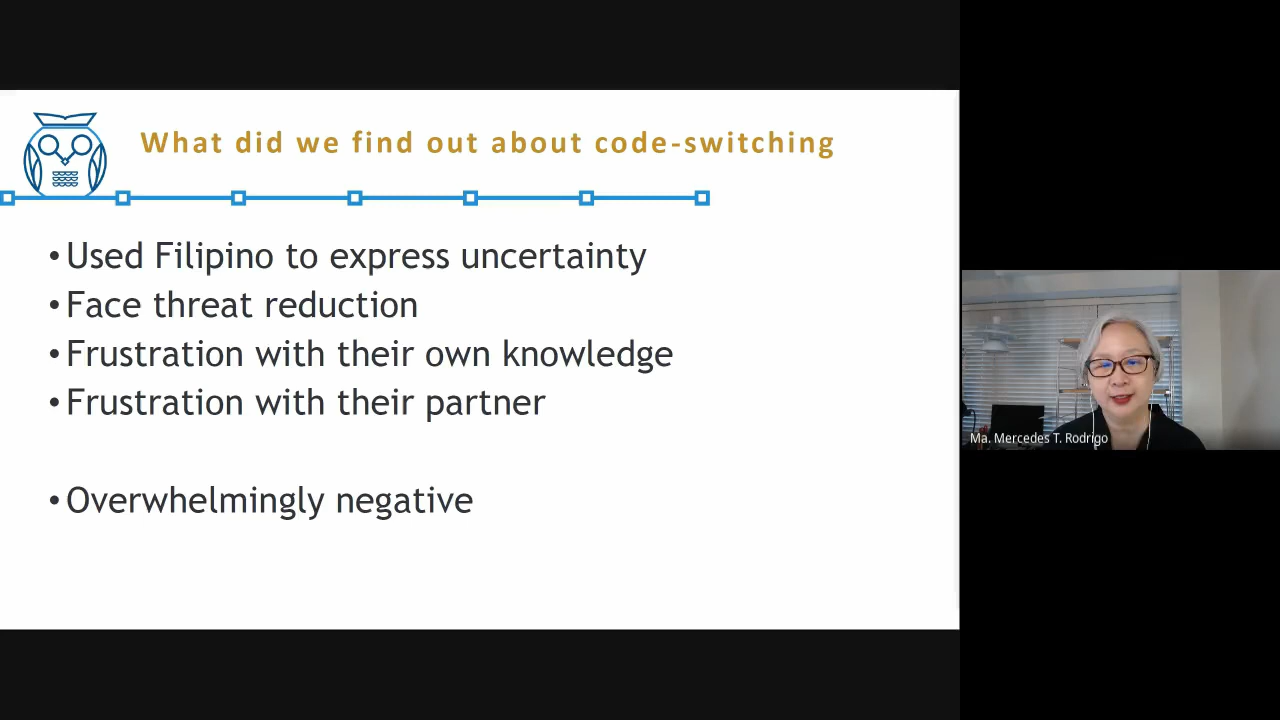 What did we find out about code-switching
•Used Filipino to express uncertainty
•Face threat reduction
•Frustration with their own knowledge
•Frustration with their partner
•Overwhelmingly negative
Ma. Mercedes T. Rodrigo